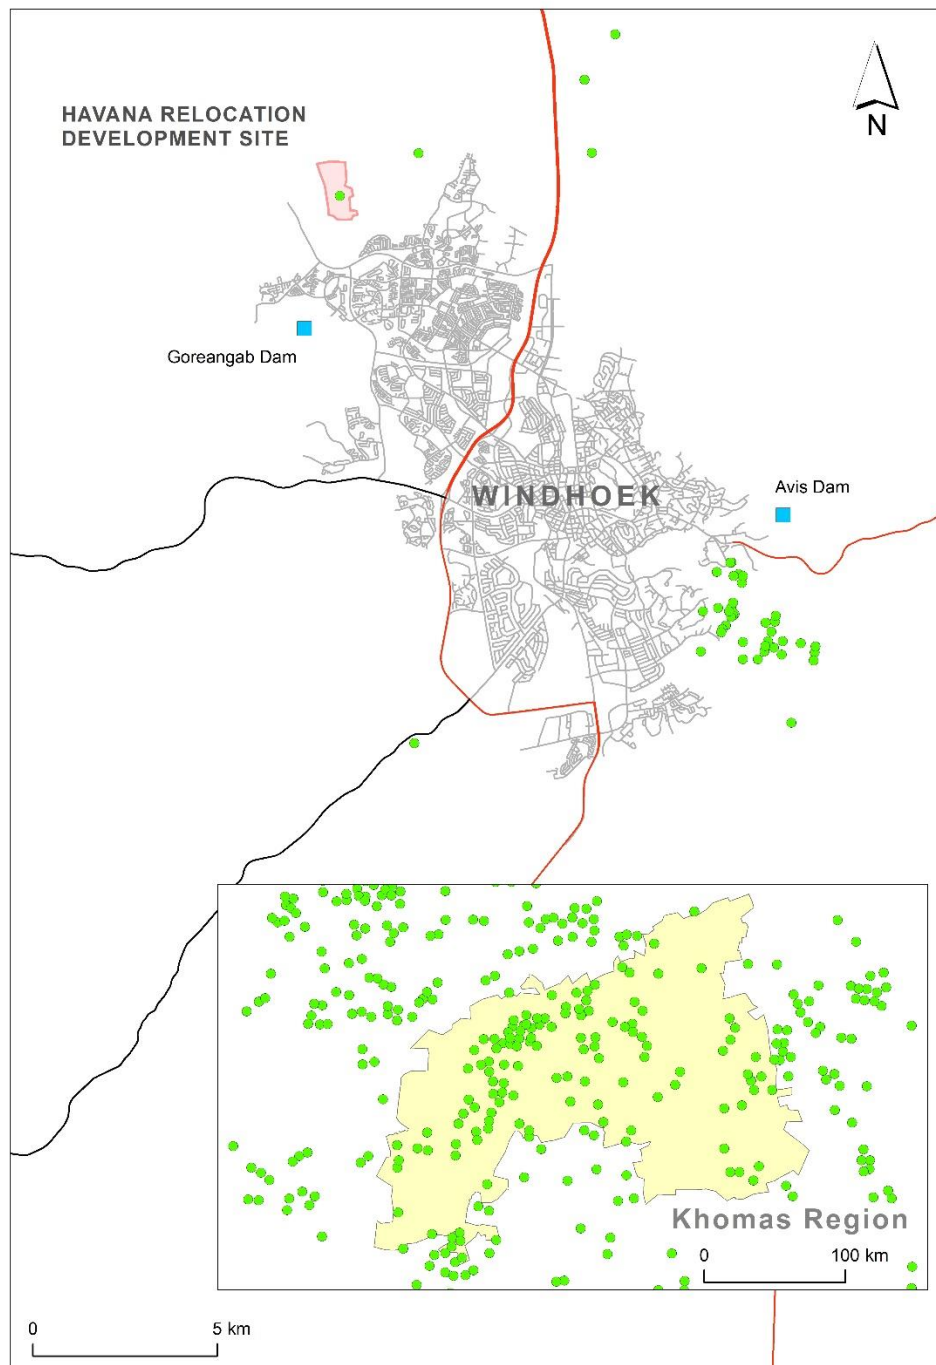 HAVANA RELOCATION
DEVELOPMENT SITE
N
Goreangab Dam
WINDHOEK
Avis Dam
Khomas Region
0 100 km
0 5 km